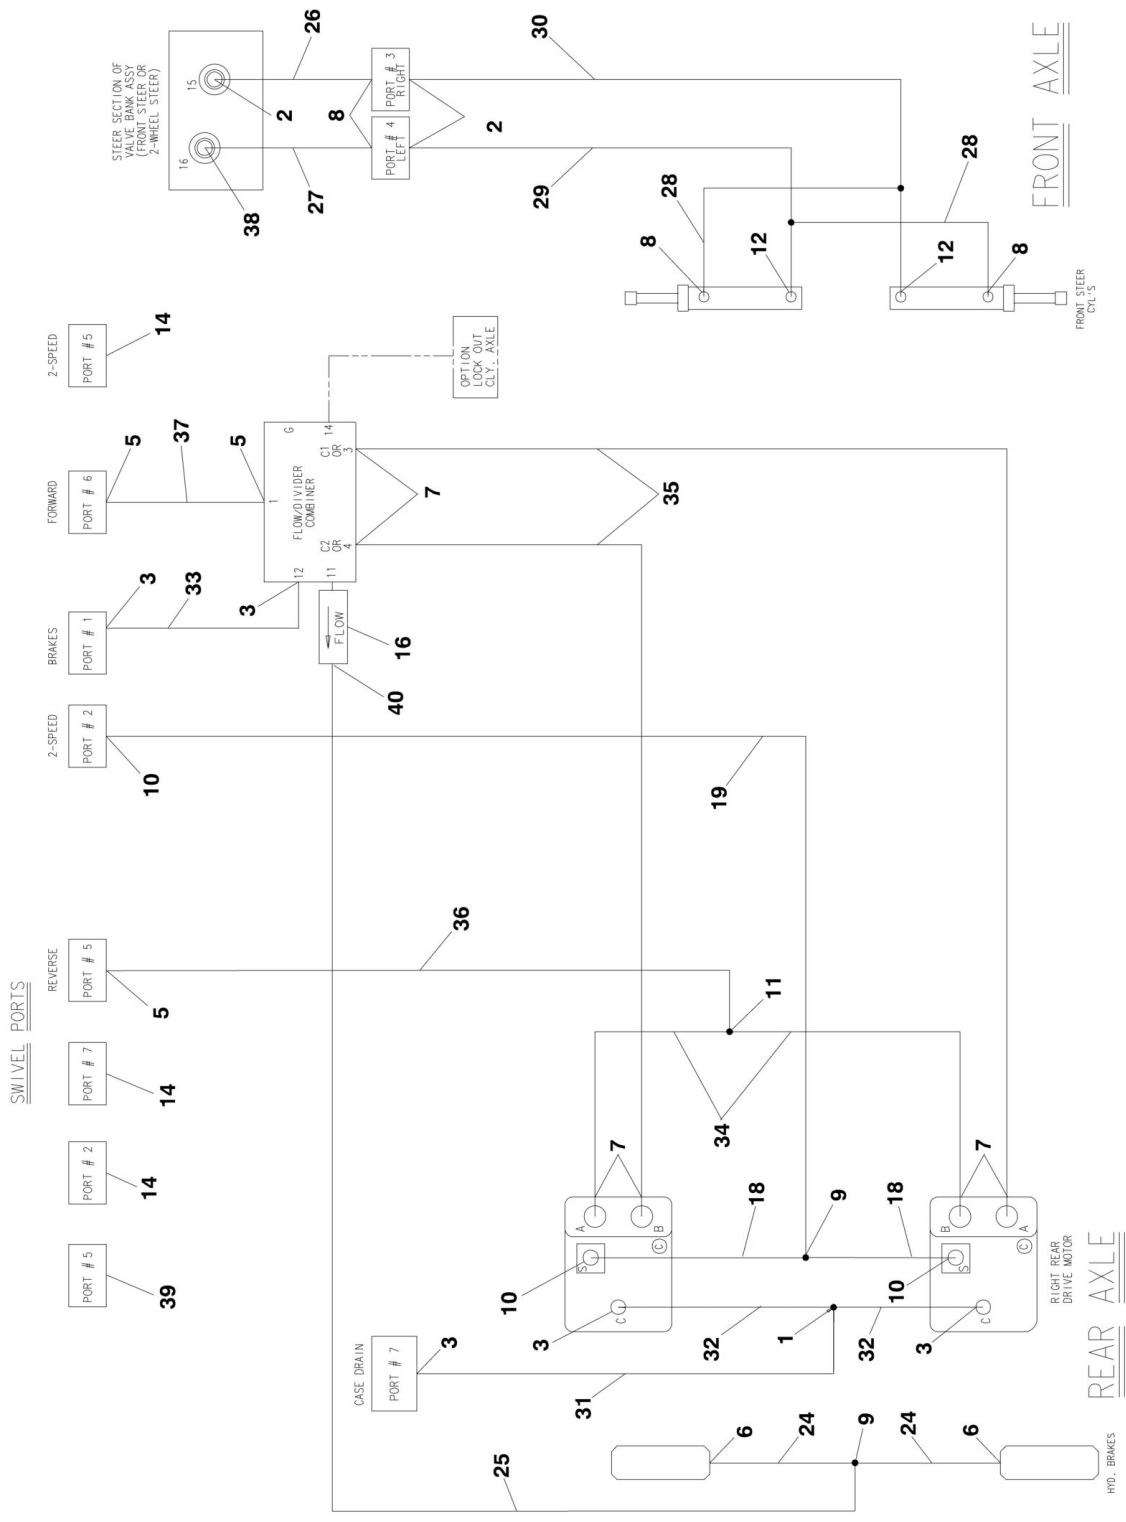 SWIVEL PORTS
PORT #5
39
PORT # 2
14
PORT # 7
14
REVERSE
PORT # 5
5
36
2-SPEED
PORT # 2
10
19
BRAKES
PORT # 1
3
33
3
FORWARD
PORT # 6
5
37
5
2-SPEED
PORT #5
14
STEER SECTION OF
VALVE BANK ASSY
(FRONT STEER OR
2-WHEEL STEER)
16
15
38
2
27
26
8
PORT # 4
LEFT
PORT # 3
RIGHT
2
29
30
12
11
1
G
14
FLOW/DIVIDER
COMBINER
C2
OR
4
C1
OR
3
FLOW
16
40
7
35
OPTION
LOCK OUT
CLY. AXLE
CASE DRAIN
PORT # 7
3
31
25
11
34
7
A
B
S
C
C
10
3
18
9
18
32
1
32
7
B
A
S
C
C
10
3
RIGHT REAR
DRIVE MOTOR
REAR AXLE
6
24
9
24
6
HYD. BRAKES
28
8
12
28
12
8
FRONT STEER
CYL'S
FRONT AXLE